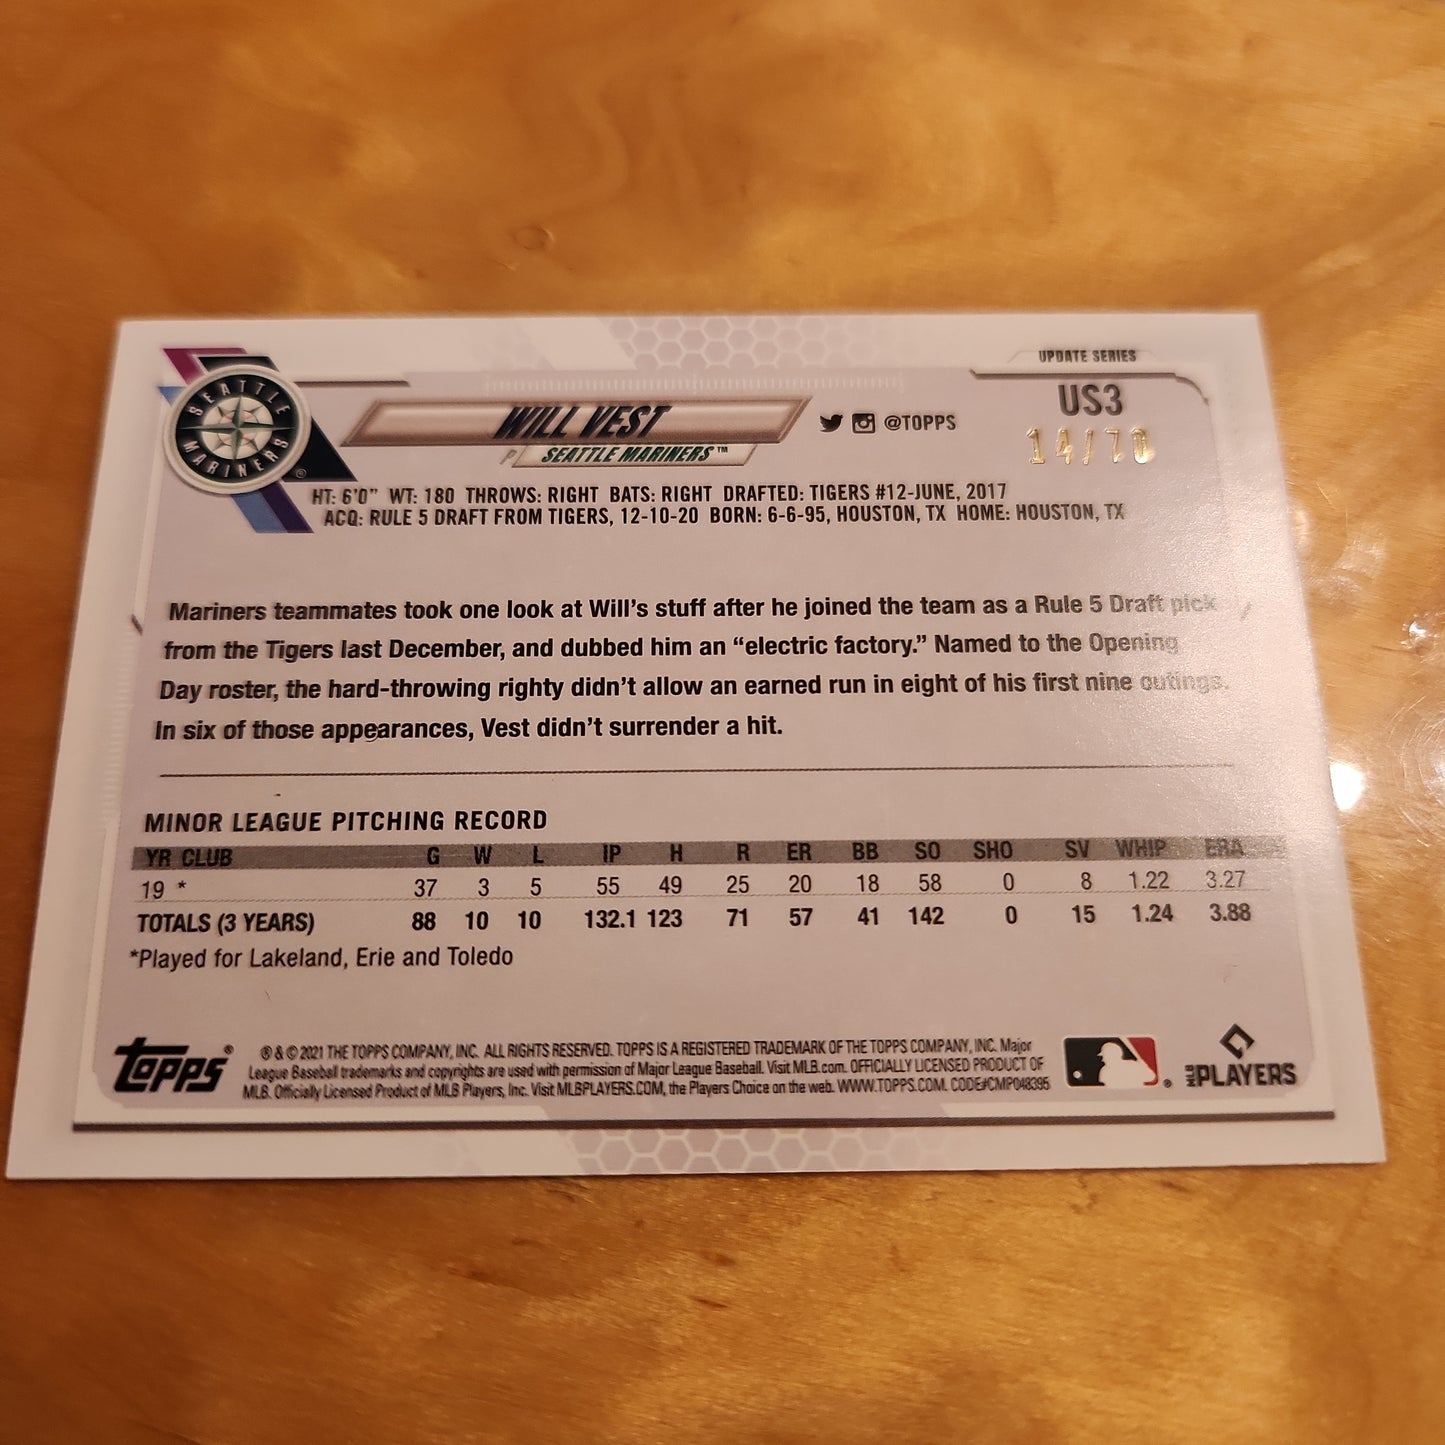 UPDATE SERIES
SEATTLE MARINERS ®
WILL VEST
@TOPPS
US3
14/70
P SEATTLE MARINERS™
HT: 6'0" WT: 180 THROWS: RIGHT BATS: RIGHT DRAFTED: TIGERS #12-JUNE, 2017
ACQ: RULE 5 DRAFT FROM TIGERS, 12-10-20 BORN: 6-6-95, HOUSTON, TX HOME: HOUSTON, TX
Mariners teammates took one look at Will's stuff after he joined the team as a Rule 5 Draft pick
from the Tigers last December, and dubbed him an "electric factory." Named to the Opening
Day roster, the hard-throwing righty didn't allow an earned run in eight of his first nine outings.
In six of those appearances, Vest didn't surrender a hit.
MINOR LEAGUE PITCHING RECORD
YR CLUB G W L IP H R ER BB SO SHO SV WHIP ERA
19 * 37 3 5 55 49 25 20 18 58 0 8 1.22 3.27
TOTALS (3 YEARS) 88 10 10 132.1 123 71 57 41 142 0 15 1.24 3.88
*Played for Lakeland, Erie and Toledo
topps®
® & © 2021 THE TOPPS COMPANY, INC. ALL RIGHTS RESERVED. TOPPS IS A REGISTERED TRADEMARK OF THE TOPPS COMPANY, INC. Major
League Baseball trademarks and copyrights are used with permission of Major League Baseball. Visit MLB.com. OFFICIALLY LICENSED PRODUCT OF
MLB. Officially Licensed Product of MLB Players, Inc. Visit MLBPLAYERS.COM, the Players Choice on the web. WWW.TOPPS.COM. CODE#CMP048395
®
MLB PLAYERS